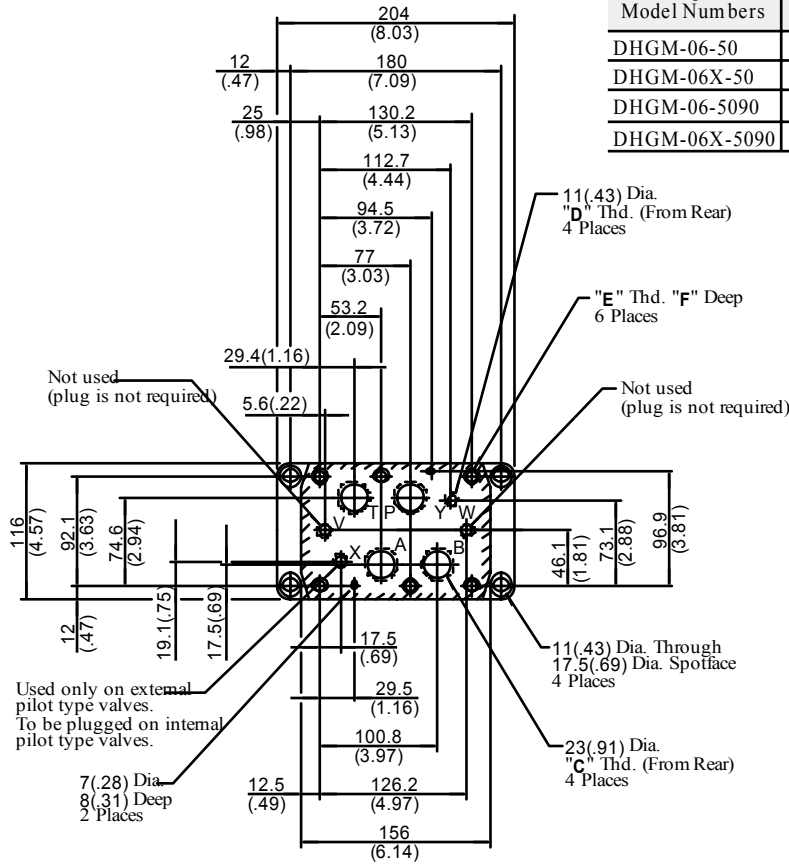 Model Numbers
DHGM-06-50
DHGM-06X-50
DHGM-06-5090
DHGM-06X-5090
204
(8.03)
12
(.47)
180
(7.09)
25
(.98)
130.2
(5.13)
112.7
(4.44)
94.5
(3.72)
77
(3.03)
53.2
(2.09)
29.4(1.16)
5.6(.22)
11(.43) Dia.
"D" Thd. (From Rear)
4 Places
"E" Thd. "F" Deep
6 Places
Not used
(plug is not required)
Not used
(plug is not required)
T P Y W
V
X A B
116
(4.57)
92.1
(3.63)
74.6
(2.94)
12
(.47)
19.1(.75)
17.5(.69)
46.1
(1.81)
73.1
(2.88)
96.9
(3.81)
17.5
(.69)
29.5
(1.16)
100.8
(3.97)
12.5
(.49)
126.2
(4.97)
156
(6.14)
Used only on external
pilot type valves.
To be plugged on internal
pilot type valves.
7(.28) Dia.
8(.31) Deep
2 Places
11(.43) Dia. Through
17.5(.69) Dia. Spotface
4 Places
23(.91) Dia.
"C" Thd. (From Rear)
4 Places